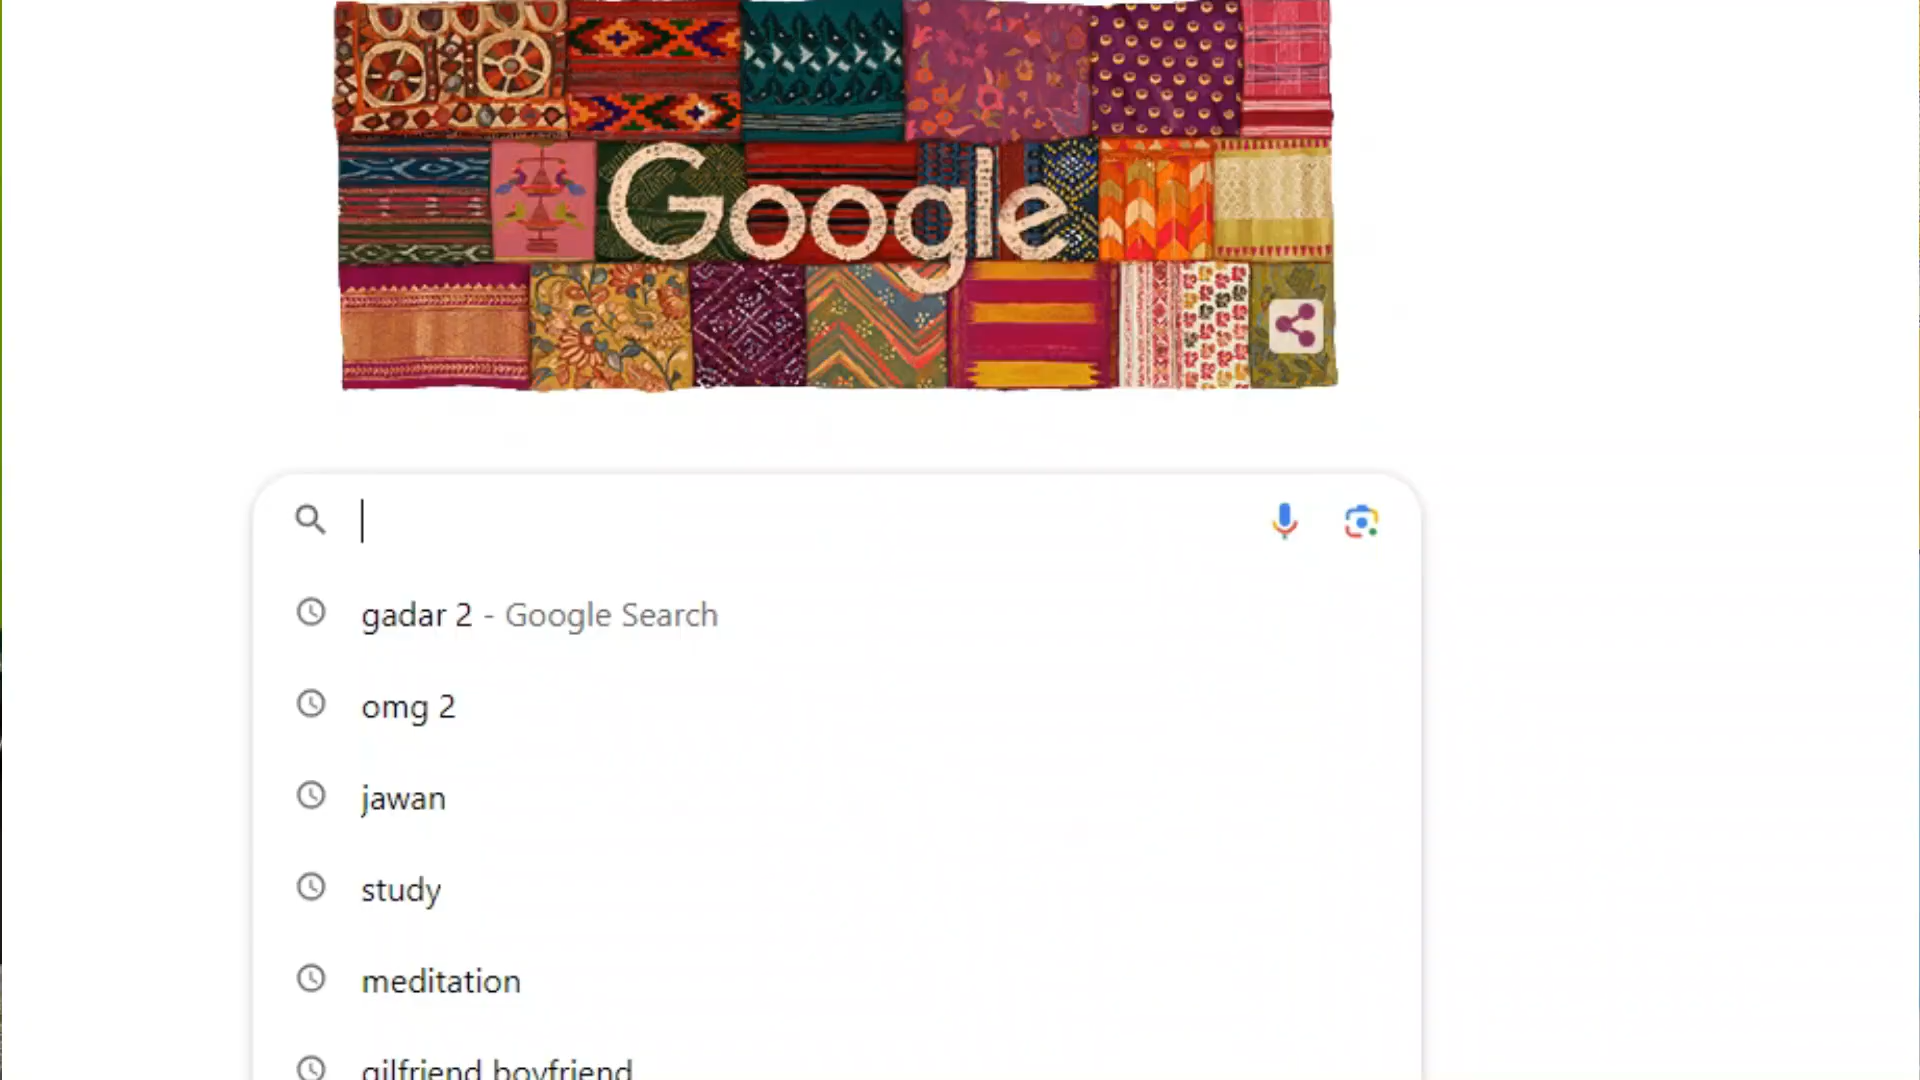 Google
gadar 2 - Google Search
omg 2
jawan
study
meditation
gilfriend boyfriend